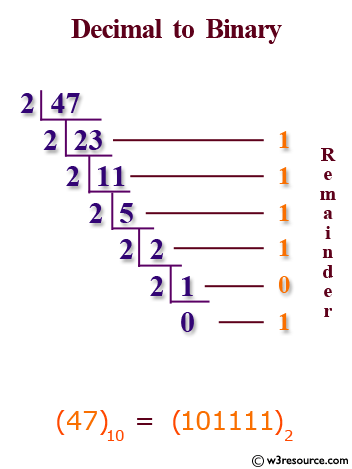 Decimal to Binary
2 47
2 23 1
2 11 1
2 5 1
2 2 1
2 1 0
0 1
Remainder
(47)₁₀ = (101111)₂
© w3resource.com